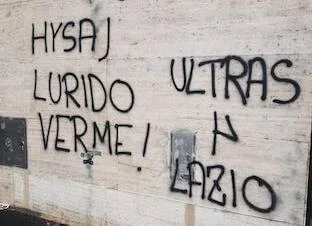 HYSAJ
LURIDO
VERME!
ULTRAS
LAZIO